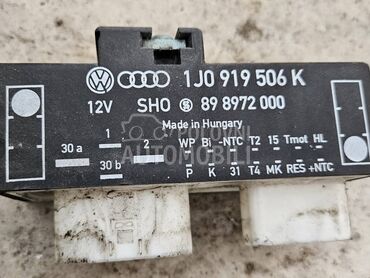 1J0 919 506 K
12V SHO S 89 8972 000
Made in Hungary
1 2 WP Bi -NTC T2 15 Tmot HL
30 a
30 b P K 31 T4 MK RES +NTC